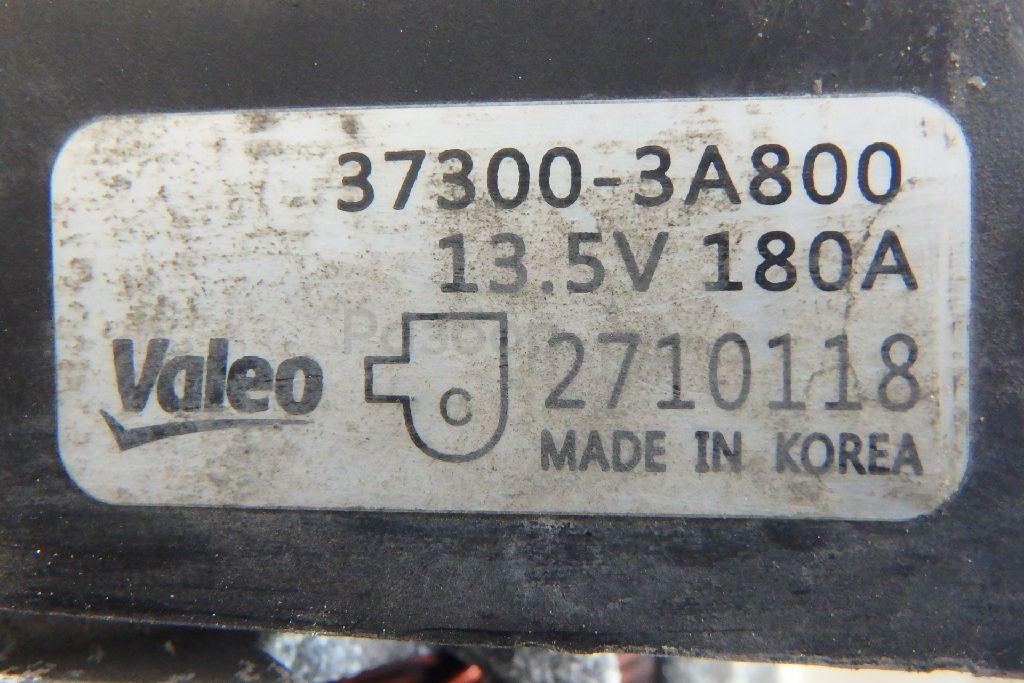 37300-3A800
13.5V 180A
Valeo
C
2710118
MADE IN KOREA